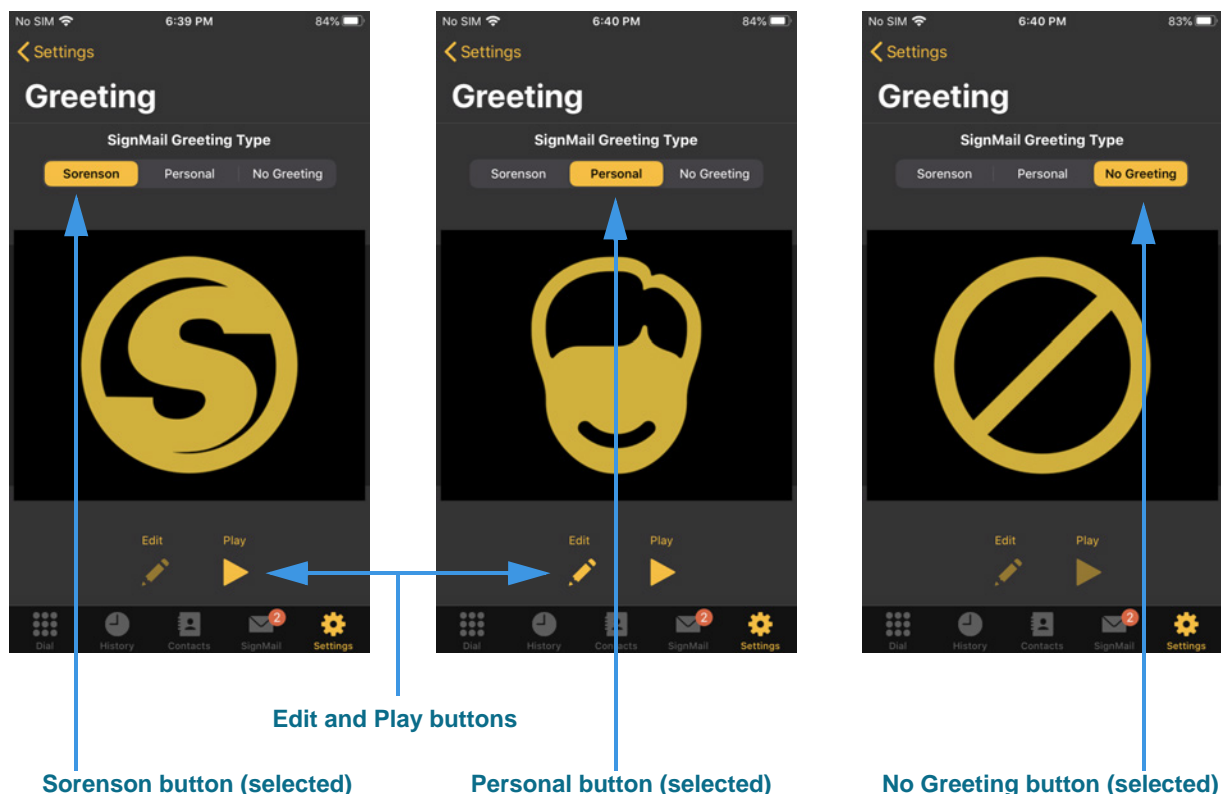 No SIM 6:39 PM 84%
Settings
Greeting
SignMail Greeting Type
Sorenson Personal No Greeting
Edit Play
2
Dial History Contacts SignMail Settings
No SIM 6:40 PM 84%
Settings
Greeting
SignMail Greeting Type
Sorenson Personal No Greeting
Edit Play
2
Dial History Contacts SignMail Settings
No SIM 6:40 PM 83%
Settings
Greeting
SignMail Greeting Type
Sorenson Personal No Greeting
Edit Play
2
Dial History Contacts SignMail Settings
Edit and Play buttons
Sorenson button (selected)
Personal button (selected)
No Greeting button (selected)